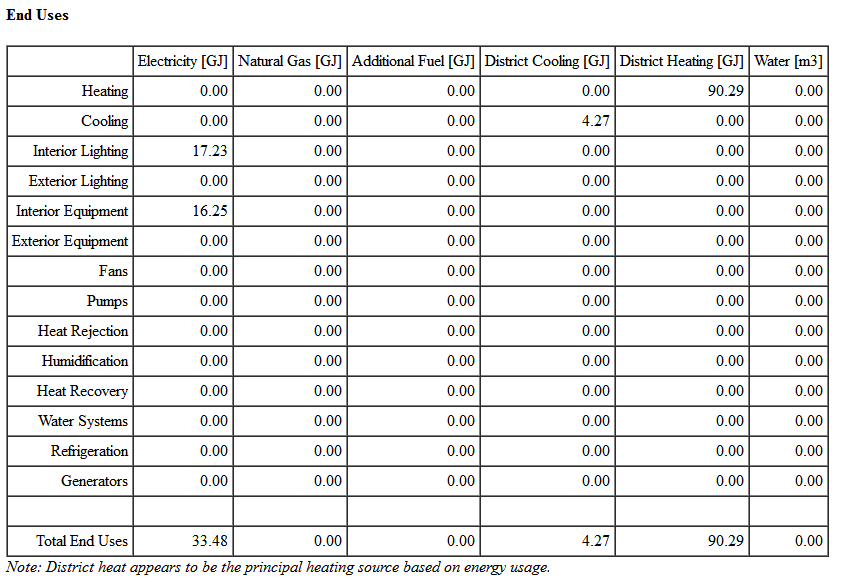 End Uses
Electricity [GJ] Natural Gas [GJ] Additional Fuel [GJ] District Cooling [GJ] District Heating [GJ] Water [m3]
Heating 0.00 0.00 0.00 0.00 90.29 0.00
Cooling 0.00 0.00 0.00 4.27 0.00 0.00
Interior Lighting 17.23 0.00 0.00 0.00 0.00 0.00
Exterior Lighting 0.00 0.00 0.00 0.00 0.00 0.00
Interior Equipment 16.25 0.00 0.00 0.00 0.00 0.00
Exterior Equipment 0.00 0.00 0.00 0.00 0.00 0.00
Fans 0.00 0.00 0.00 0.00 0.00 0.00
Pumps 0.00 0.00 0.00 0.00 0.00 0.00
Heat Rejection 0.00 0.00 0.00 0.00 0.00 0.00
Humidification 0.00 0.00 0.00 0.00 0.00 0.00
Heat Recovery 0.00 0.00 0.00 0.00 0.00 0.00
Water Systems 0.00 0.00 0.00 0.00 0.00 0.00
Refrigeration 0.00 0.00 0.00 0.00 0.00 0.00
Generators 0.00 0.00 0.00 0.00 0.00 0.00
Total End Uses 33.48 0.00 0.00 4.27 90.29 0.00
Note: District heat appears to be the principal heating source based on energy usage.